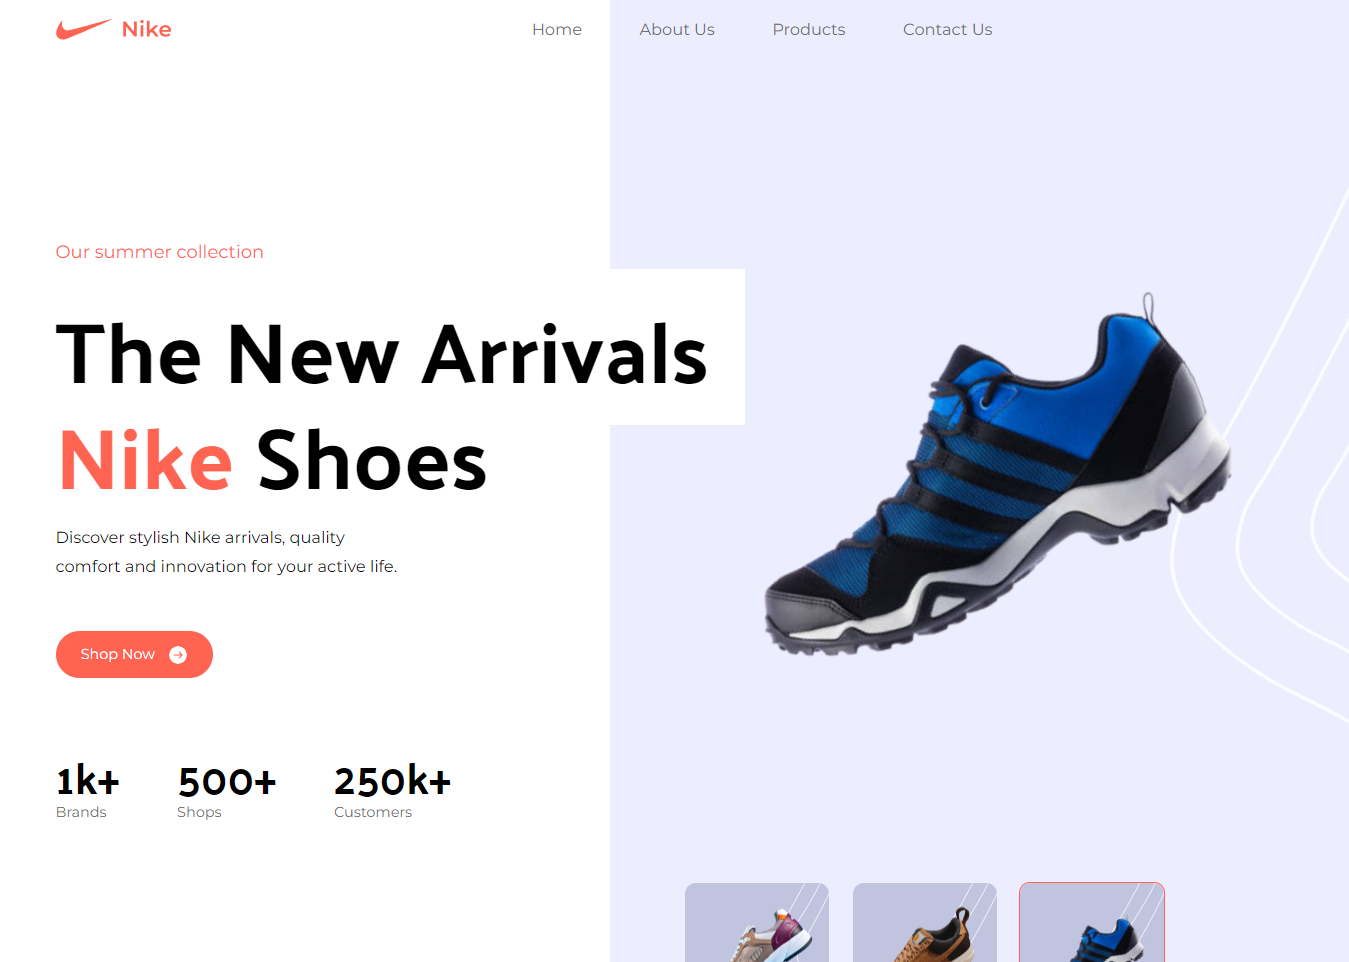 Nike
Home
About Us
Products
Contact Us
Our summer collection
The New Arrivals
Nike Shoes
Discover stylish Nike arrivals, quality
comfort and innovation for your active life.
Shop Now
1k+
Brands
500+
Shops
250k+
Customers